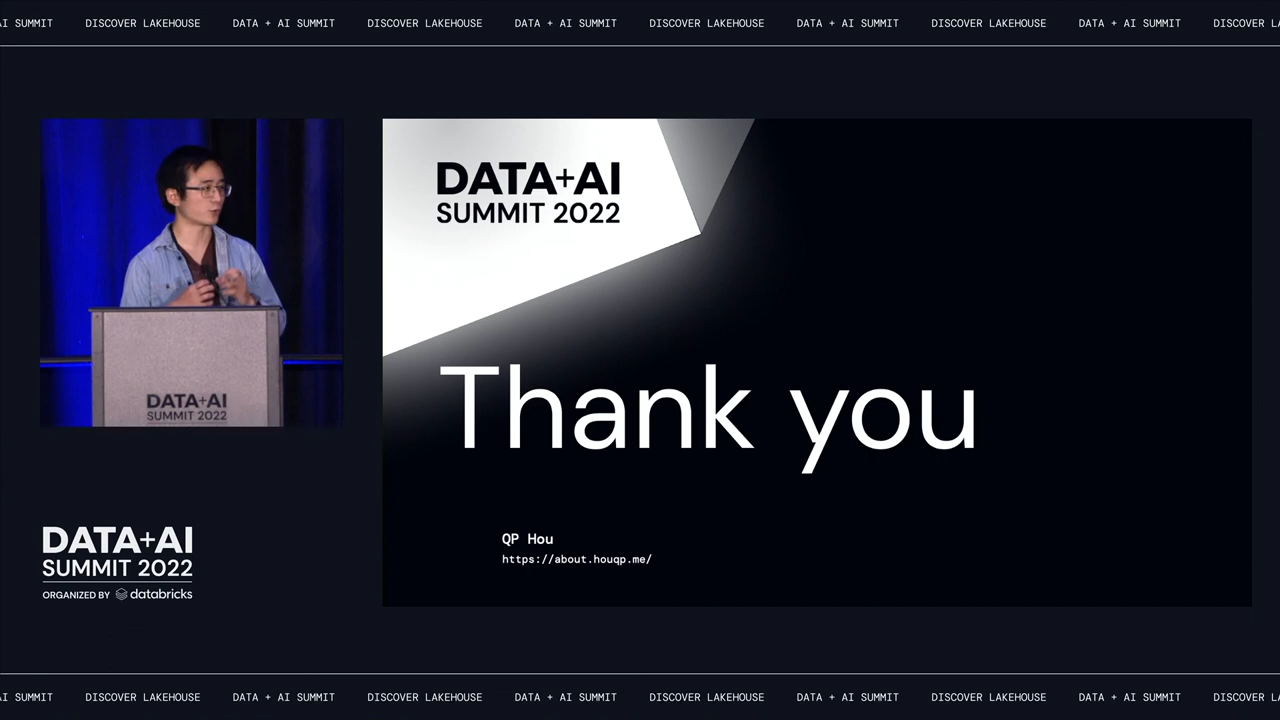 AI SUMMIT DISCOVER LAKEHOUSE DATA + AI SUMMIT DISCOVER LAKEHOUSE DATA + AI SUMMIT DISCOVER LAKEHOUSE DATA + AI SUMMIT DISCOVER LAKEHOUSE DATA + AI SUMMIT DISCOVER
DATA+AI
SUMMIT 2022
Thank you
QP Hou
https://about.houqp.me/
DATA+AI
SUMMIT 2022
DATA+AI
SUMMIT 2022
ORGANIZED BY databricks
AI SUMMIT DISCOVER LAKEHOUSE DATA + AI SUMMIT DISCOVER LAKEHOUSE DATA + AI SUMMIT DISCOVER LAKEHOUSE DATA + AI SUMMIT DISCOVER LAKEHOUSE DATA + AI SUMMIT DISCOVER